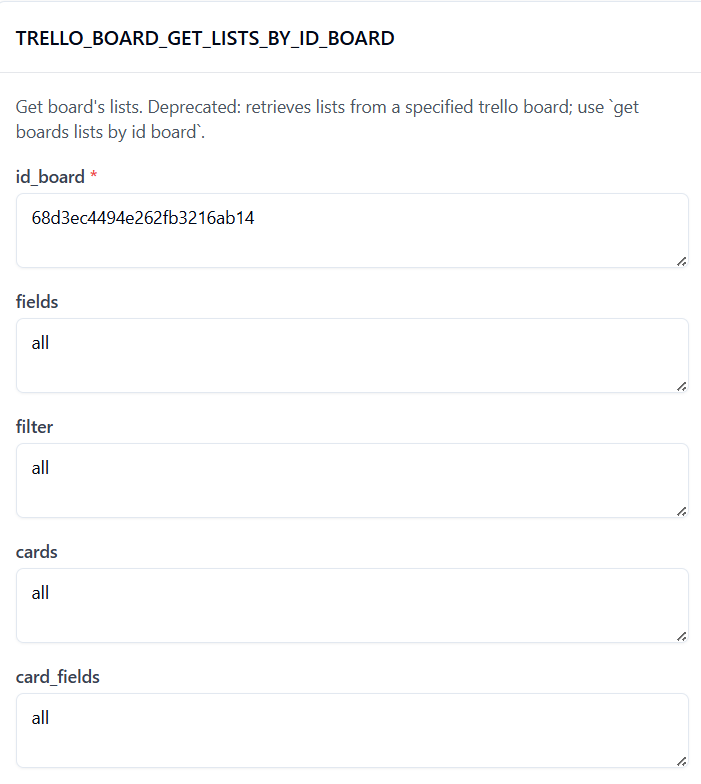 TRELLO_BOARD_GET_LISTS_BY_ID_BOARD
Get board's lists. Deprecated: retrieves lists from a specified trello board; use `get
boards lists by id board`.
id_board *
68d3ec4494e262fb3216ab14
fields
all
filter
all
cards
all
card_fields
all